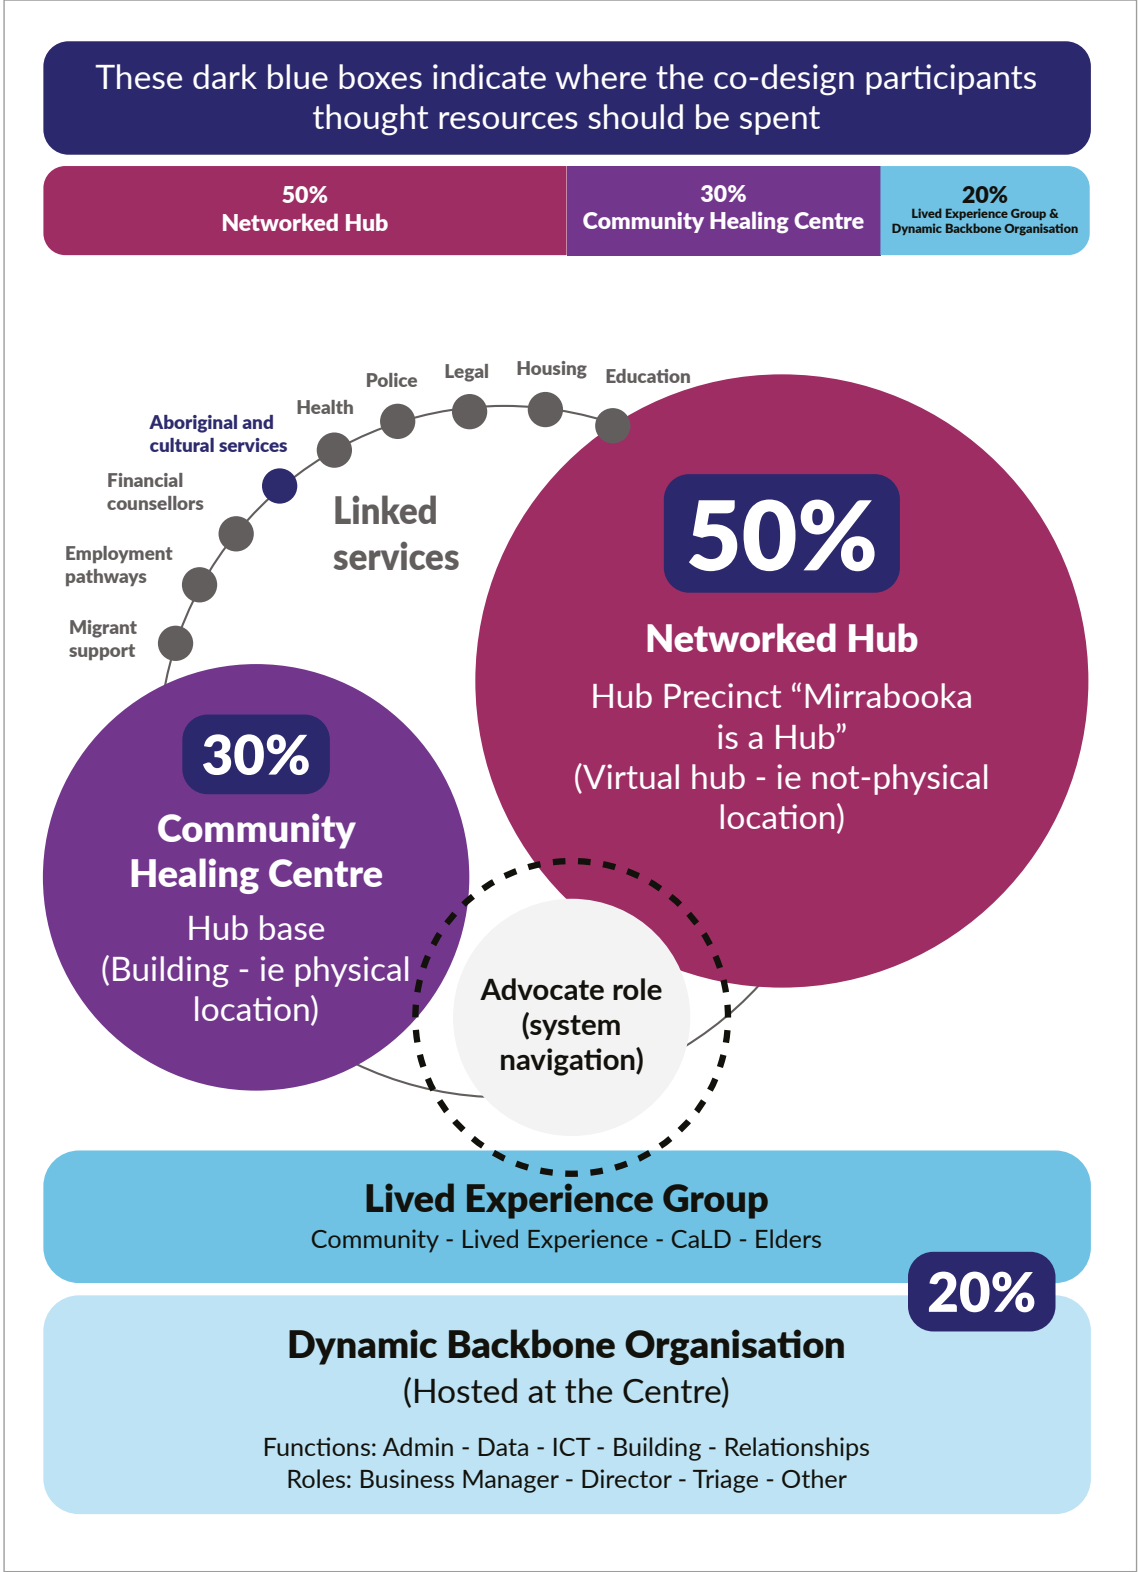 These dark blue boxes indicate where the co-design participants
thought resources should be spent
50%
Networked Hub
30%
Community Healing Centre
20%
Lived Experience Group &
Dynamic Backbone Organisation
Education
Housing
Legal
Police
Health
Aboriginal and
cultural services
Financial
counsellors
Employment
pathways
Migrant
support
Linked
services
50%
Networked Hub
Hub Precinct “Mirrabooka
is a Hub”
(Virtual hub - ie not-physical
location)
30%
Community
Healing Centre
Hub base
(Building - ie physical
location)
Advocate role
(system
navigation)
Lived Experience Group
Community - Lived Experience - CaLD - Elders
20%
Dynamic Backbone Organisation
(Hosted at the Centre)
Functions: Admin - Data - ICT - Building - Relationships
Roles: Business Manager - Director - Triage - Other